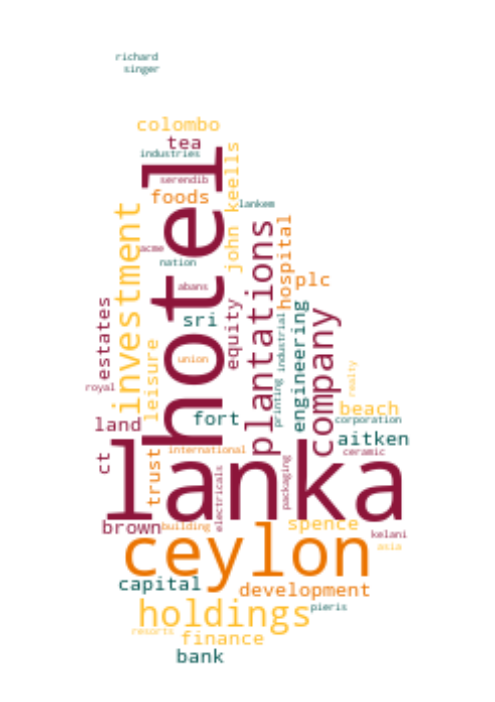 richard
singer
colombo
tea
industries
serendib
foods
john keells
lankem
investment
hotel
acme
nation
abans
plantations
hospital
plc
sri
equity
estates
leisure
union
industrial
engineering
company
printing
realty
royal
land
fort
beach
corporation
aitken
ct
trust
international
ceramic
lanka
electricals
packaging
brown
building
spence
kelani
ceylon
asia
capital
development
holdings
pieris
resorts
finance
bank